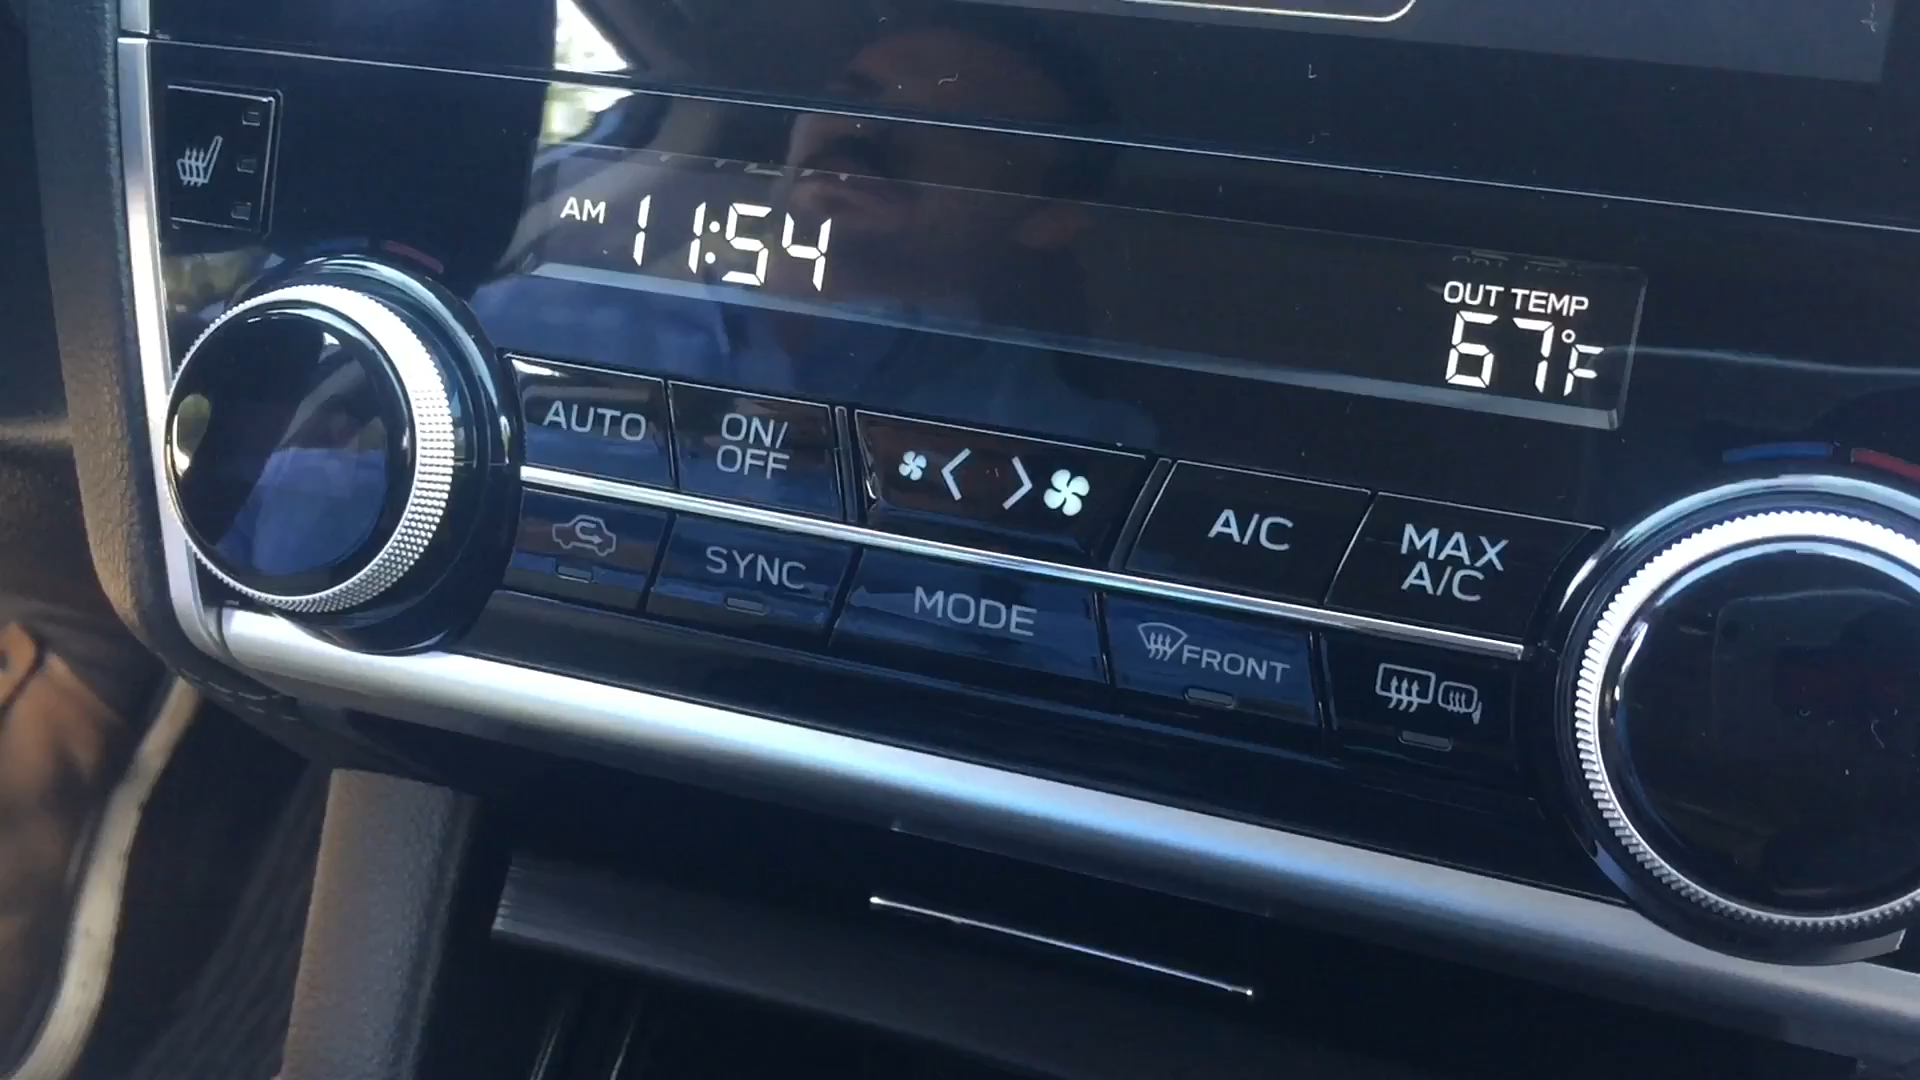 AM 11:54
OUT TEMP
67°F
AUTO
ON/
OFF
A/C
MAX
A/C
SYNC
MODE
FRONT